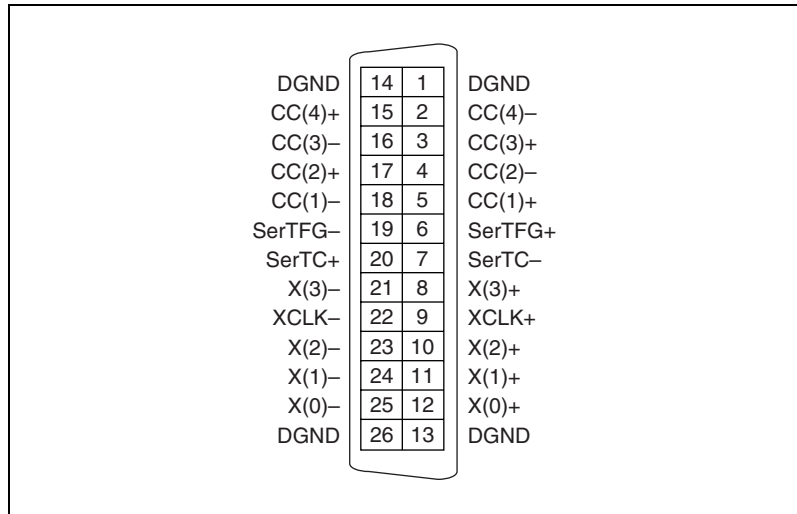 DGND 14 1 DGND
CC(4)+ 15 2 CC(4)–
CC(3)– 16 3 CC(3)+
CC(2)+ 17 4 CC(2)–
CC(1)– 18 5 CC(1)+
SerTFG– 19 6 SerTFG+
SerTC+ 20 7 SerTC–
X(3)– 21 8 X(3)+
XCLK– 22 9 XCLK+
X(2)– 23 10 X(2)+
X(1)– 24 11 X(1)+
X(0)– 25 12 X(0)+
DGND 26 13 DGND